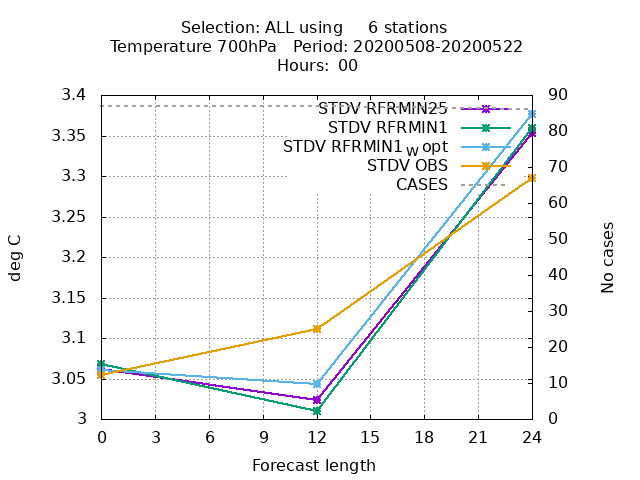 Selection: ALL using 6 stations
Temperature 700hPa Period: 20200508-20200522
Hours: 00
3.4
3.35
3.3
3.25
3.2
3.15
3.1
3.05
3
deg C
STDV RFRMIN25
STDV RFRMIN1
STDV RFRMIN1wopt
STDV OBS
CASES
90
80
70
60
50
40
30
20
10
0
No cases
0 3 6 9 12 15 18 21 24
Forecast length